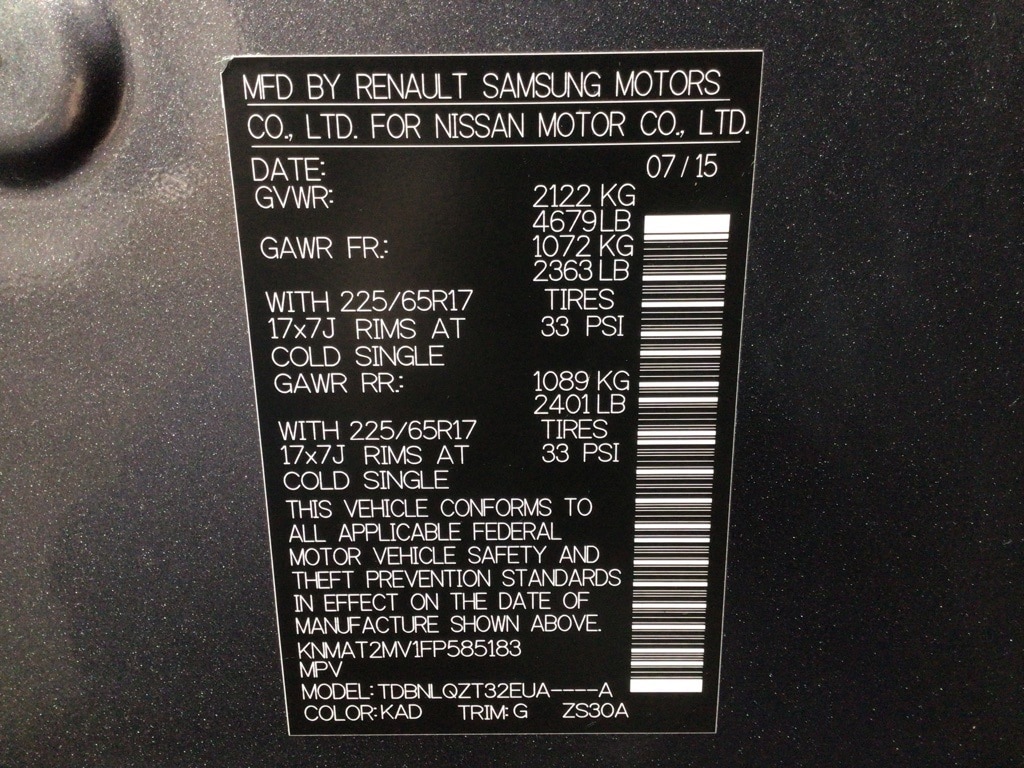 MFD BY RENAULT SAMSUNG MOTORS
CO., LTD. FOR NISSAN MOTOR CO., LTD.
DATE: 07/15
GVWR: 2122 KG
4679 LB
GAWR FR.: 1072 KG
2363 LB
WITH 225/65R17 TIRES
17x7J RIMS AT 33 PSI
COLD SINGLE
GAWR RR.: 1089 KG
2401 LB
WITH 225/65R17 TIRES
17x7J RIMS AT 33 PSI
COLD SINGLE
THIS VEHICLE CONFORMS TO
ALL APPLICABLE FEDERAL
MOTOR VEHICLE SAFETY AND
THEFT PREVENTION STANDARDS
IN EFFECT ON THE DATE OF
MANUFACTURE SHOWN ABOVE.
KNMAT2MV1FP585183
MPV
MODEL: TDBNLQZT32EUA----A
COLOR: KAD TRIM: G ZS30A